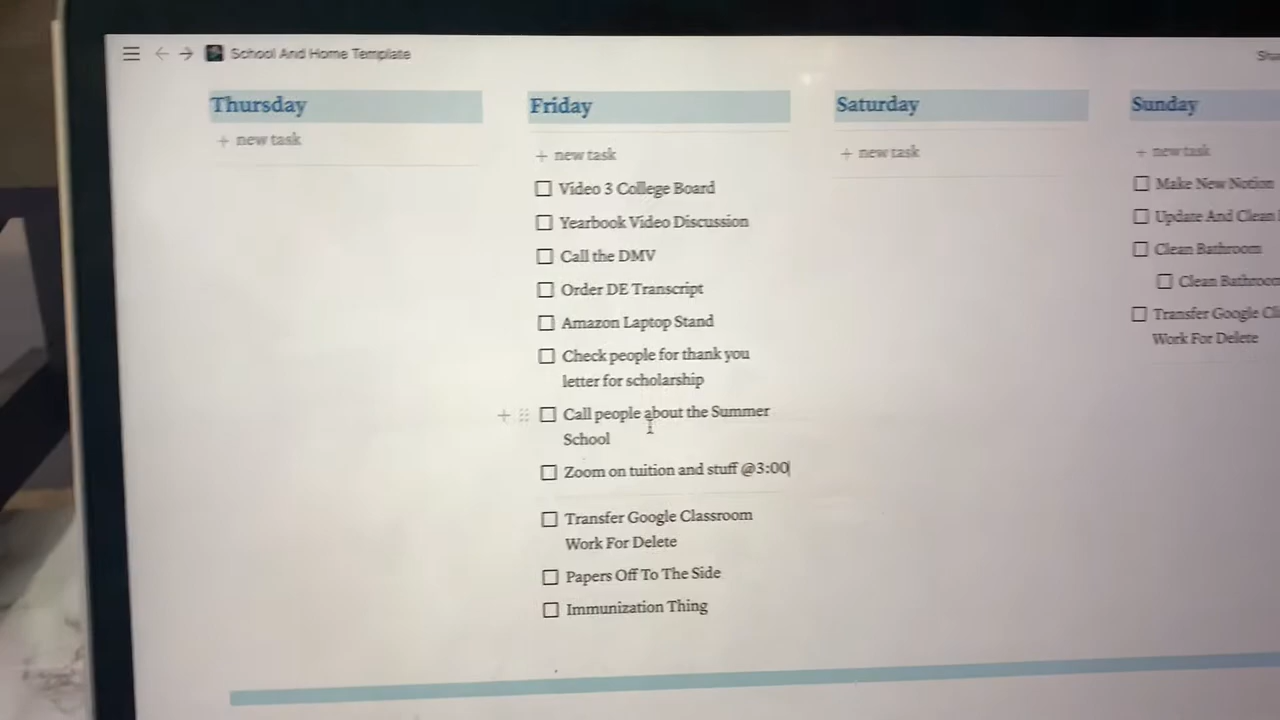 School And Home Template
Thursday
+ new task
Friday
+ new task
Video 3 College Board
Yearbook Video Discussion
Call the DMV
Order DE Transcript
Amazon Laptop Stand
Check people for thank you
letter for scholarship
Call people about the Summer
School
Zoom on tuition and stuff @3:00
Transfer Google Classroom
Work For Delete
Papers Off To The Side
Immunization Thing
Saturday
+ new task
Sunday
+ new task
Make New Notion
Update And Clean
Clean Bathroom
Clean Bathroom
Transfer Google
Work For Delete